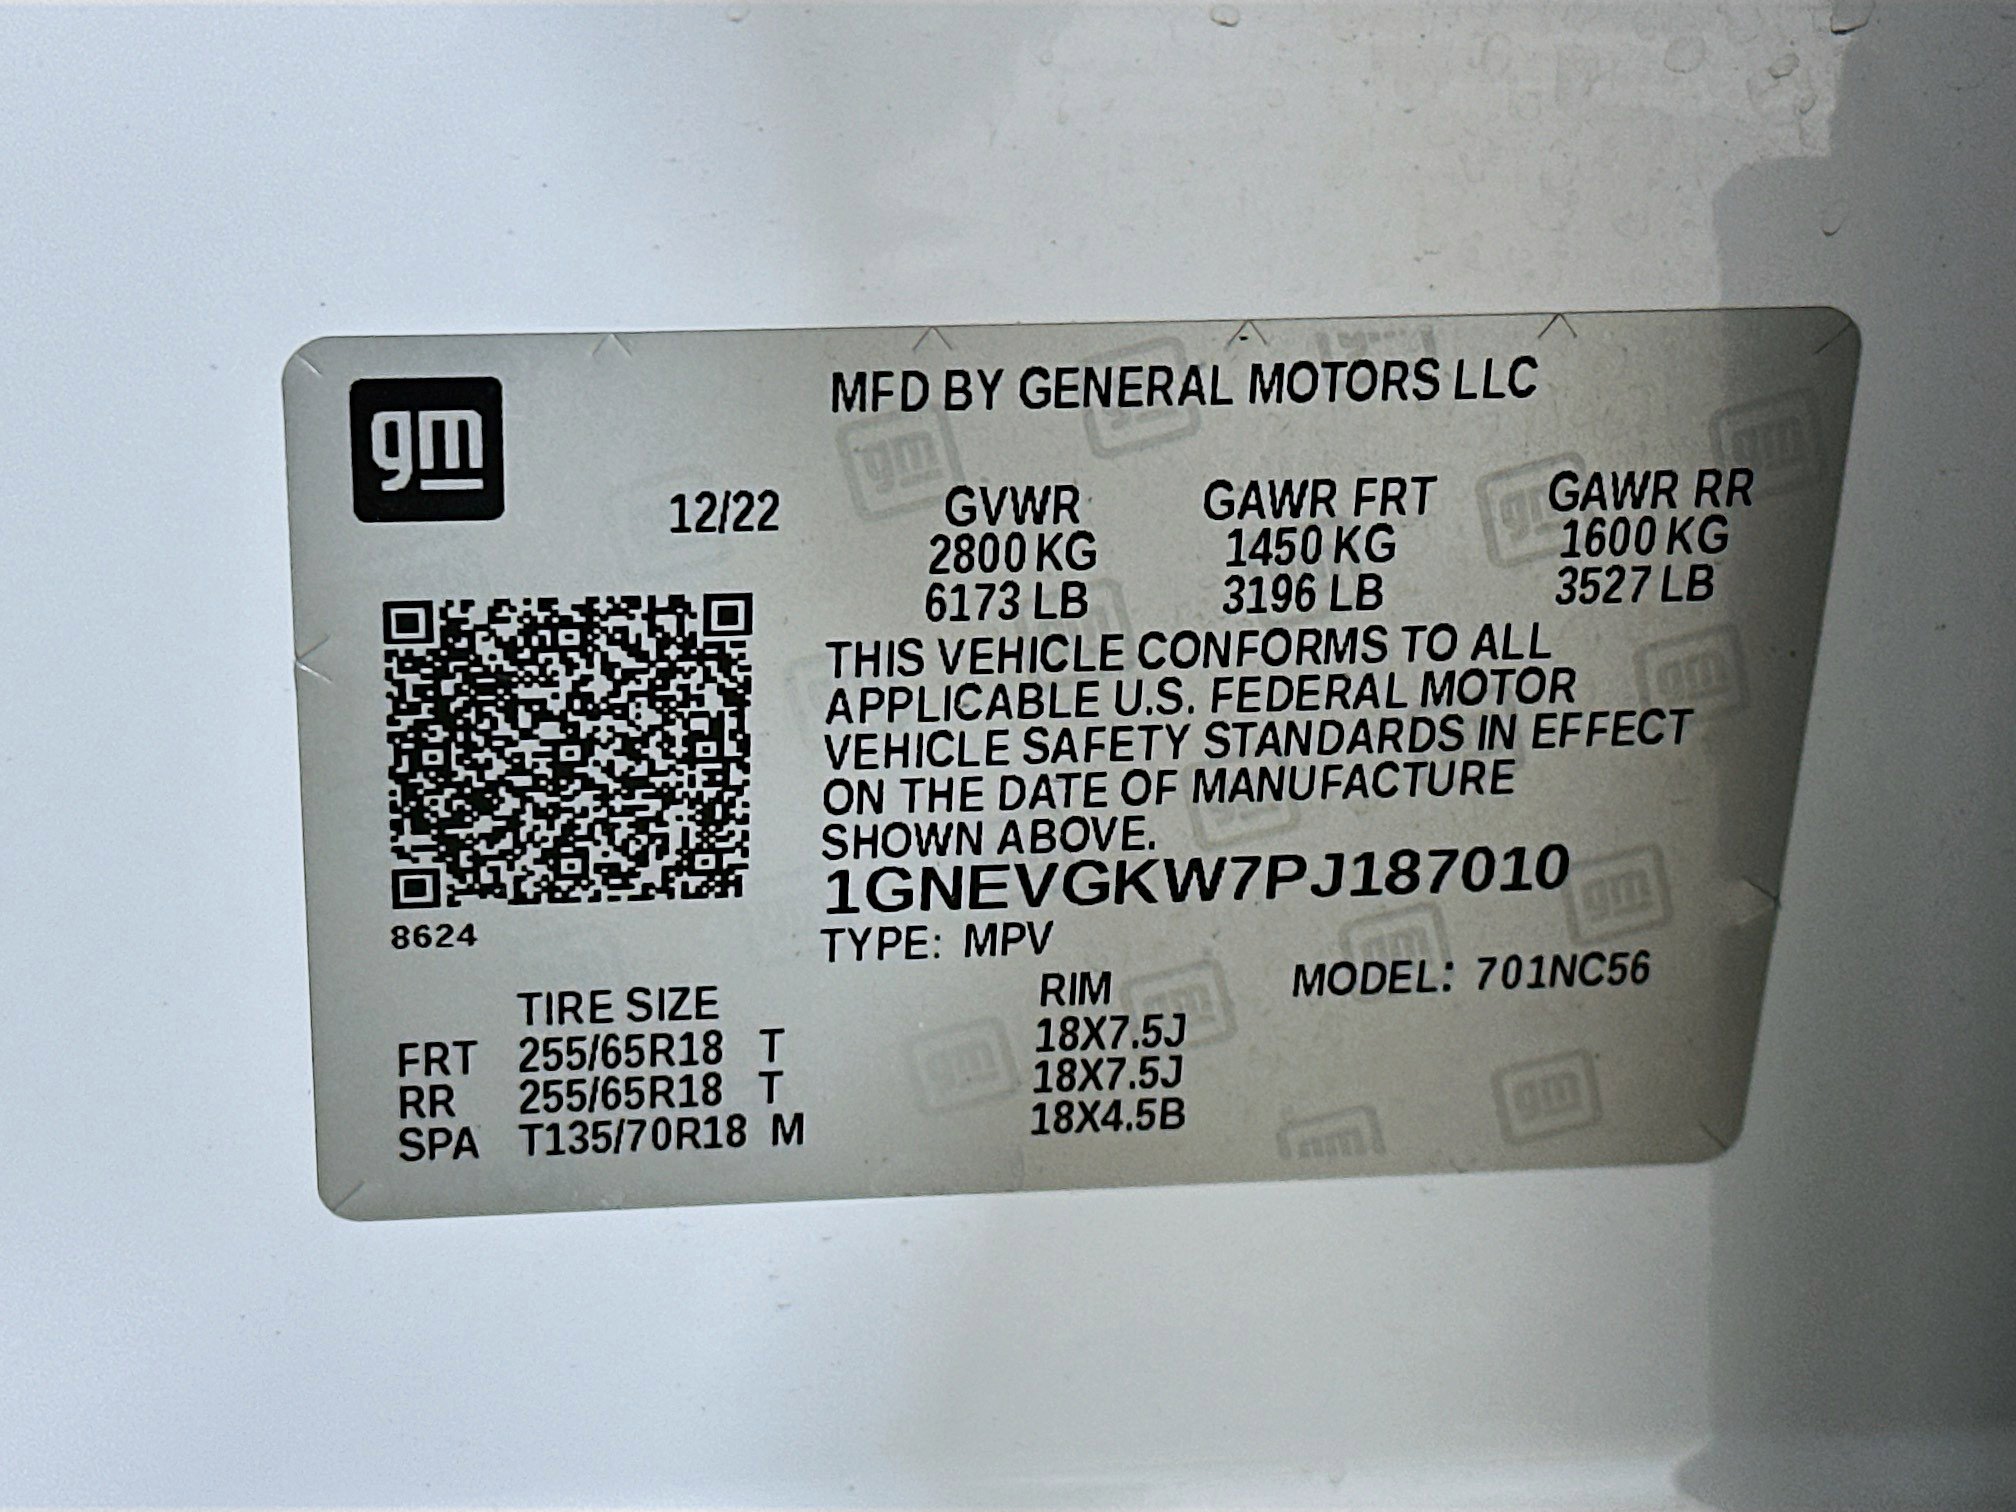 gm
MFD BY GENERAL MOTORS LLC
12/22
GVWR GAWR FRT GAWR RR
2800 KG 1450 KG 1600 KG
6173 LB 3196 LB 3527 LB
THIS VEHICLE CONFORMS TO ALL
APPLICABLE U.S. FEDERAL MOTOR
VEHICLE SAFETY STANDARDS IN EFFECT
ON THE DATE OF MANUFACTURE
SHOWN ABOVE.
1GNEVGKW7PJ187010
8624
TYPE: MPV
MODEL: 701NC56
TIRE SIZE RIM
FRT 255/65R18 T 18X7.5J
RR 255/65R18 T 18X7.5J
SPA T135/70R18 M 18X4.5B